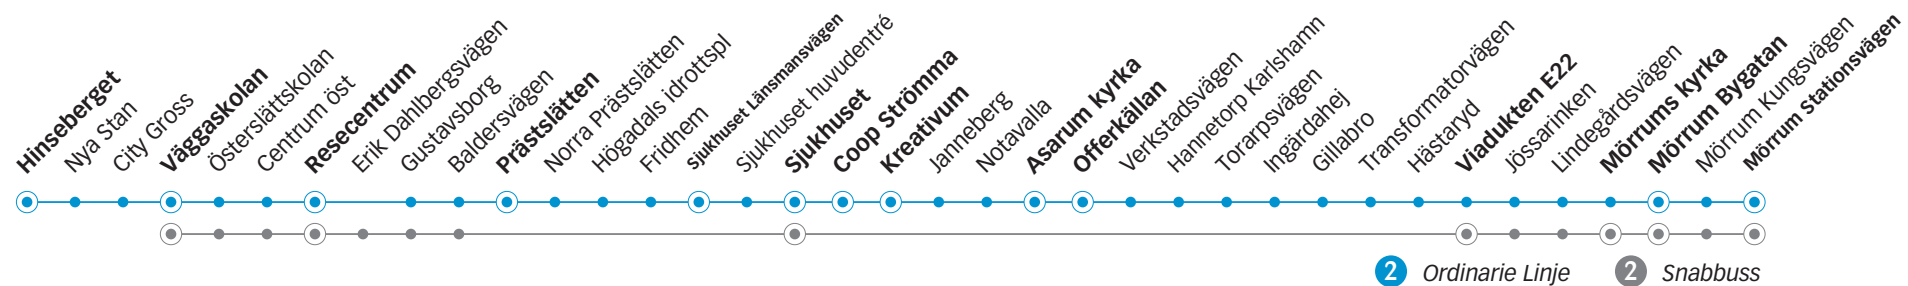 Hinseberget
Nya Stan
City Gross
Väggaskolan
Österslättskolan
Centrum öst
Resecentrum
Erik Dahlbergsvägen
Gustavsborg
Baldersvägen
Prästslätten
Norra Prästslätten
Högadals idrottspl
Fridhem
Sjukhuset Länsmansvägen
Sjukhuset huvudentré
Sjukhuset
Coop Strömma
Kreativum
Janneberg
Notavalla
Asarum kyrka
Offerkällan
Verkstadsvägen
Hannetorp Karlshamn
Torarpsvägen
Ingärdahej
Gillabro
Transformatorvägen
Hästaryd
Viadukten E22
Jössarinken
Lindegårdsvägen
Mörrums kyrka
Mörrum Bygatan
Mörrum Kungsvägen
Mörrum Stationsvägen
2 Ordinarie Linje 2 Snabbuss